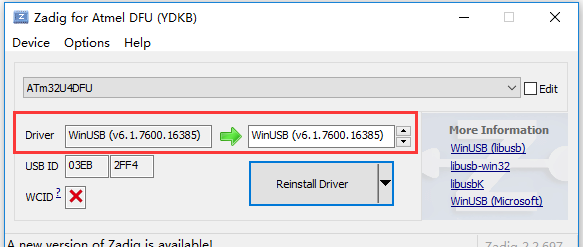 Zadig for Atmel DFU (YDKB)
Device Options Help
ATm32U4DFU
Edit
Driver WinUSB (v6.1.7600.16385) WinUSB (v6.1.7600.16385)
More Information
USB ID 03EB 2FF4
WinUSB (libusb)
libusb-win32
WCID ?
Reinstall Driver
libusbK
WinUSB (Microsoft)
A new version of Zadig is available!
Zadig 2.2.697